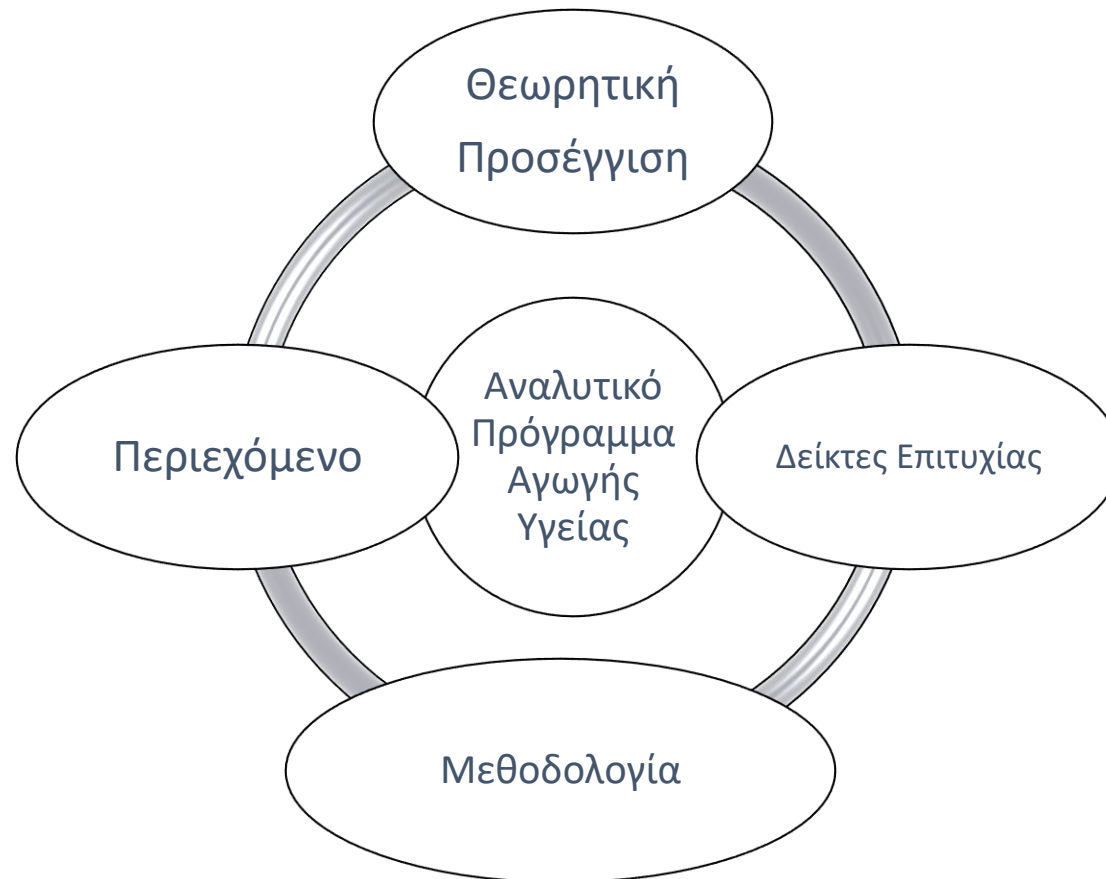 Θεωρητική
Προσέγγιση
Περιεχόμενο
Αναλυτικό
Πρόγραμμα
Αγωγής
Υγείας
Δείκτες Επιτυχίας
Μεθοδολογία